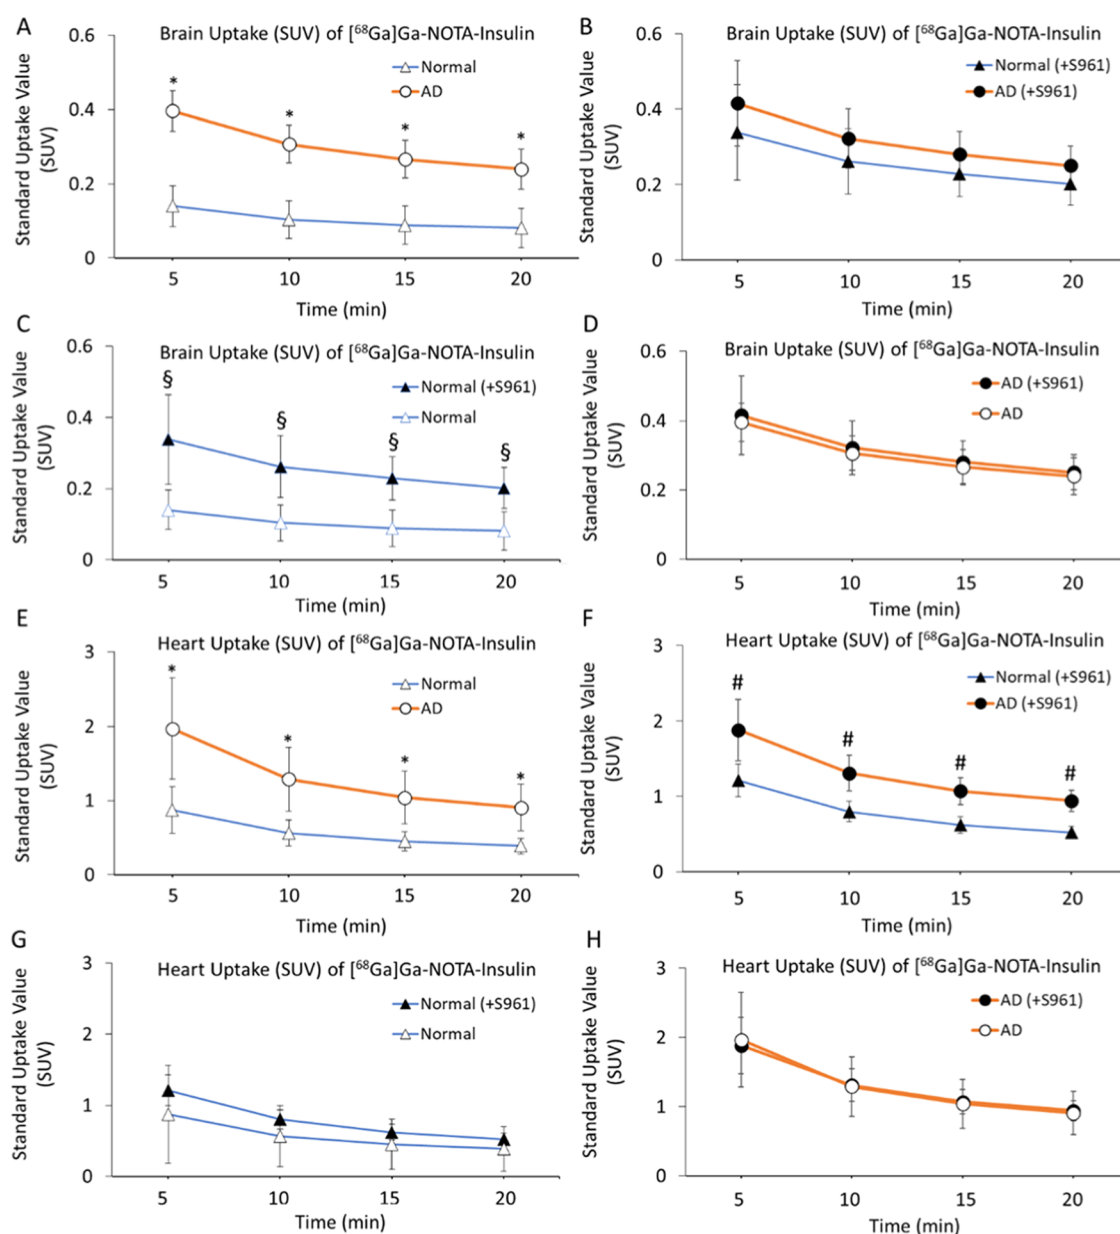 A
Brain Uptake (SUV) of [⁶⁸Ga]Ga-NOTA-Insulin
Normal
AD
Standard Uptake Value
(SUV)
0.6
0.4
0.2
0
*
*
*
*
5 10 15 20
Time (min)
B
Brain Uptake (SUV) of [⁶⁸Ga]Ga-NOTA-Insulin
Normal (+S961)
AD (+S961)
Standard Uptake Value
(SUV)
0.6
0.4
0.2
0
5 10 15 20
Time (min)
C
Brain Uptake (SUV) of [⁶⁸Ga]Ga-NOTA-Insulin
Normal (+S961)
Normal
Standard Uptake Value
(SUV)
0.6
0.4
0.2
0
§
§
§
§
5 10 15 20
Time (min)
D
Brain Uptake (SUV) of [⁶⁸Ga]Ga-NOTA-Insulin
AD (+S961)
AD
Standard Uptake Value
(SUV)
0.6
0.4
0.2
0
5 10 15 20
Time (min)
E
Heart Uptake (SUV) of [⁶⁸Ga]Ga-NOTA-Insulin
Normal
AD
Standard Uptake Value
(SUV)
3
2
1
0
*
*
*
*
5 10 15 20
Time (min)
F
Heart Uptake (SUV) of [⁶⁸Ga]Ga-NOTA-Insulin
Normal (+S961)
AD (+S961)
Standard Uptake Value
(SUV)
3
2
1
0
#
#
#
#
5 10 15 20
Time (min)
G
Heart Uptake (SUV) of [⁶⁸Ga]Ga-NOTA-Insulin
Normal (+S961)
Normal
Standard Uptake Value
(SUV)
3
2
1
0
5 10 15 20
Time (min)
H
Heart Uptake (SUV) of [⁶⁸Ga]Ga-NOTA-Insulin
AD (+S961)
AD
Standard Uptake Value
(SUV)
3
2
1
0
5 10 15 20
Time (min)